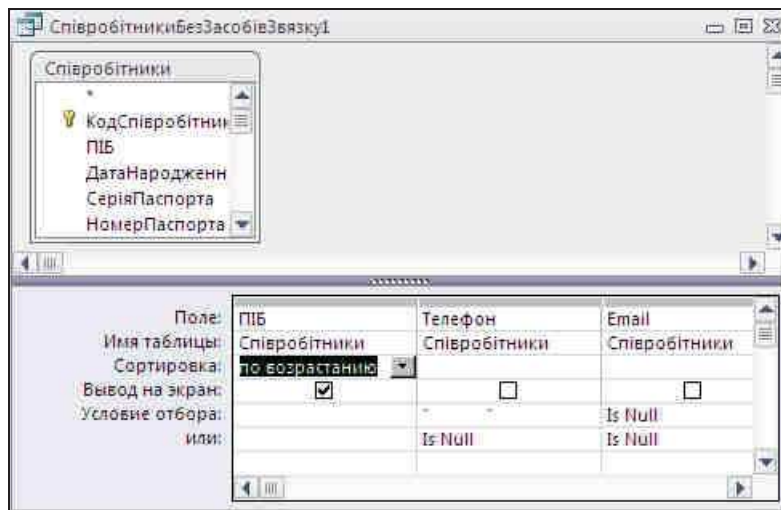 СпівробітникиБезЗасобівЗвязку1
Співробітники
*
КодСпівробітник
ПІБ
ДатаНародженн
СеріяПаспорта
НомерПаспорта
Поле: ПІБ Телефон Email
Имя таблицы: Співробітники Співробітники Співробітники
Сортировка: по возрастанию
Вывод на экран:
Условие отбора: " " Is Null
или: Is Null Is Null